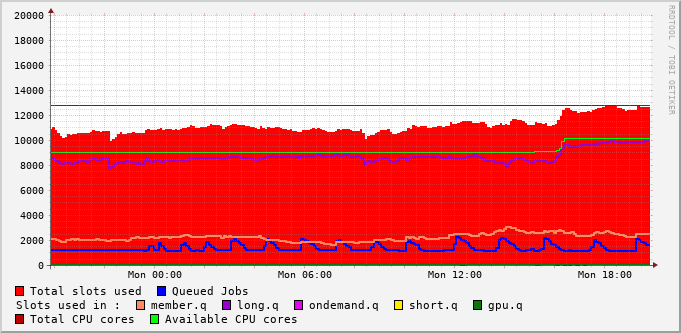 20000
18000
16000
14000
12000
10000
8000
6000
4000
2000
0
Mon 00:00 Mon 06:00 Mon 12:00 Mon 18:00
Total slots used Queued Jobs
Slots used in : member.q long.q ondemand.q short.q gpu.q
Total CPU cores Available CPU cores
RRDTOOL / TOBI OETIKER